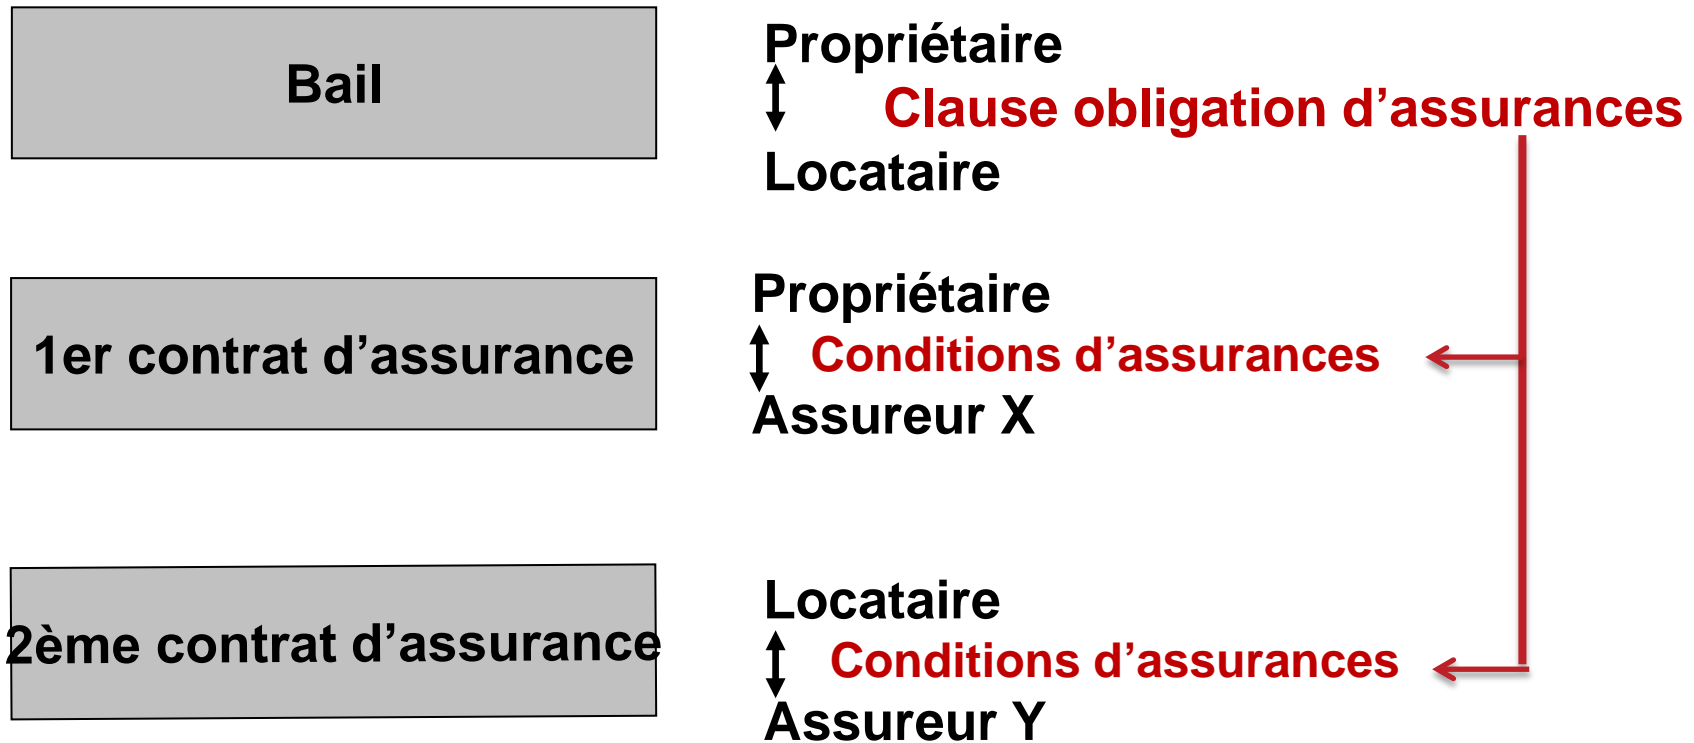 Bail
Propriétaire
Clause obligation d’assurances
Locataire
1er contrat d’assurance
Propriétaire
Conditions d’assurances
Assureur X
2ème contrat d’assurance
Locataire
Conditions d’assurances
Assureur Y